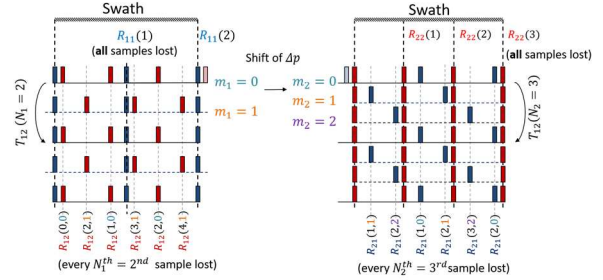 Swath
R₁₁(1)
(all samples lost)
R₁₁(2)
T₁₂(N₁ = 2)
m₁ = 0
m₁ = 1
R₁₂(0,0)
R₁₂(2,1)
R₁₂(1,0)
R₁₂(3,1)
R₁₂(2,0)
R₁₂(4,1)
(every N₁ᵗʰ = 2ⁿᵈ sample lost)
Shift of Δp
Swath
R₂₂(1)
R₂₂(2)
R₂₂(3)
(all samples lost)
m₂ = 0
m₂ = 1
m₂ = 2
T₁₂(N₂ = 3)
R₂₁(1,1)
R₂₁(2,2)
R₂₁(1,0)
R₂₁(2,1)
R₂₁(3,2)
R₂₁(2,0)
(every N₂ᵗʰ = 3ʳᵈ sample lost)